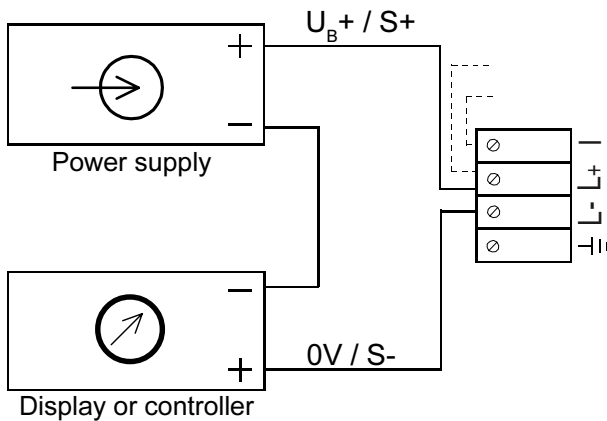 +
U_B+ / S+
−
Power supply
I
L+
L-
−
0V / S-
+
Display or controller